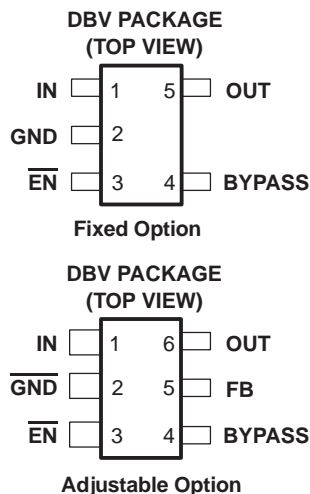 DBV PACKAGE
(TOP VIEW)
IN 1 5 OUT
GND 2
EN 3 4 BYPASS
Fixed Option
DBV PACKAGE
(TOP VIEW)
IN 1 6 OUT
GND 2 5 FB
EN 3 4 BYPASS
Adjustable Option